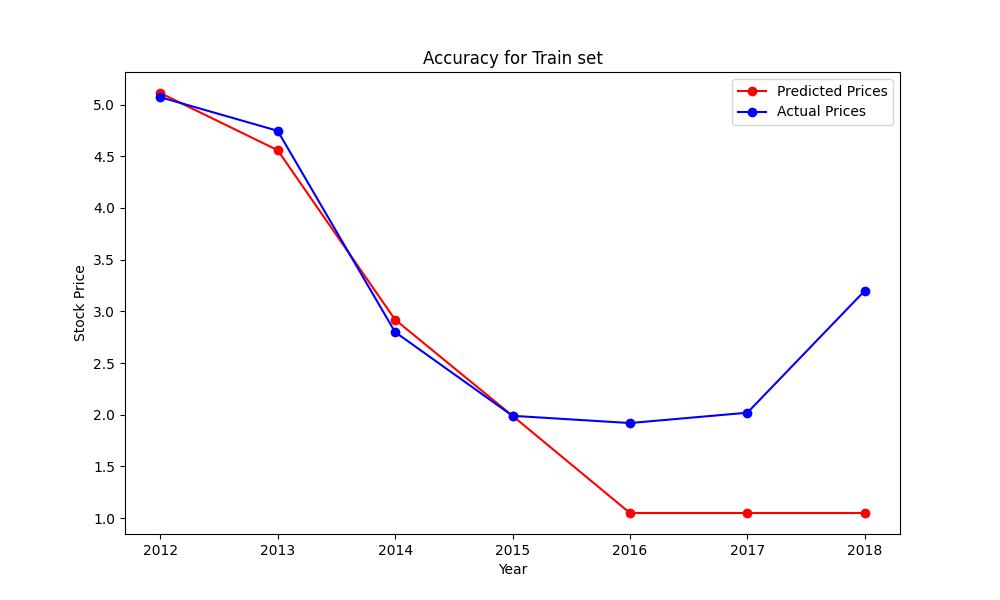 Accuracy for Train set
Predicted Prices
Actual Prices
Stock Price
5.0
4.5
4.0
3.5
3.0
2.5
2.0
1.5
1.0
2012 2013 2014 2015 2016 2017 2018
Year